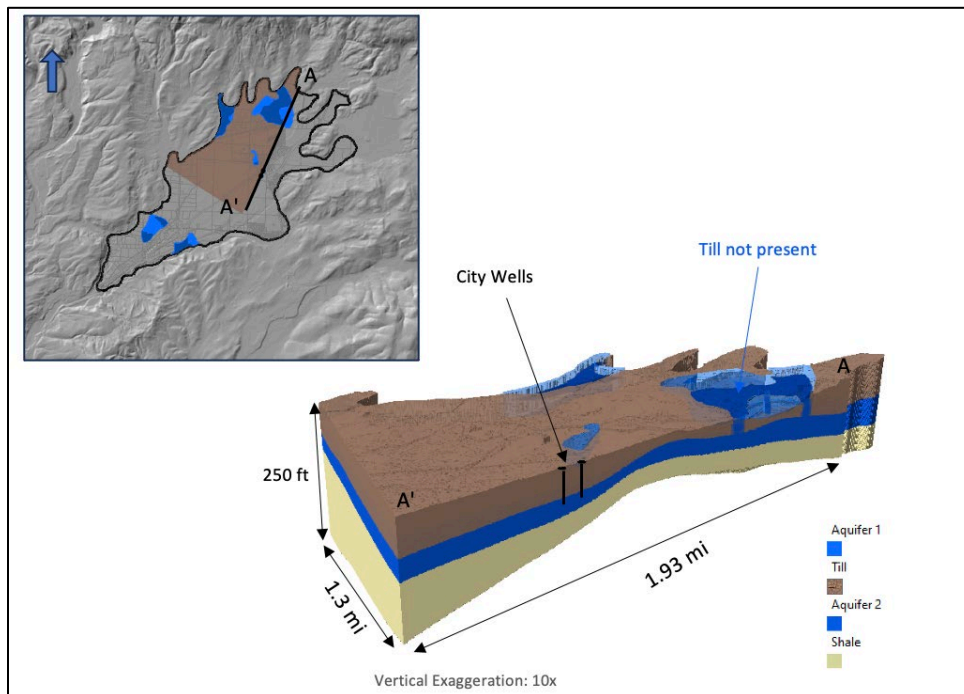 A
A'
City Wells
Till not present
A
250 ft
A'
1.3 mi
1.93 mi
Aquifer 1
Till
Aquifer 2
Shale
Vertical Exaggeration: 10x